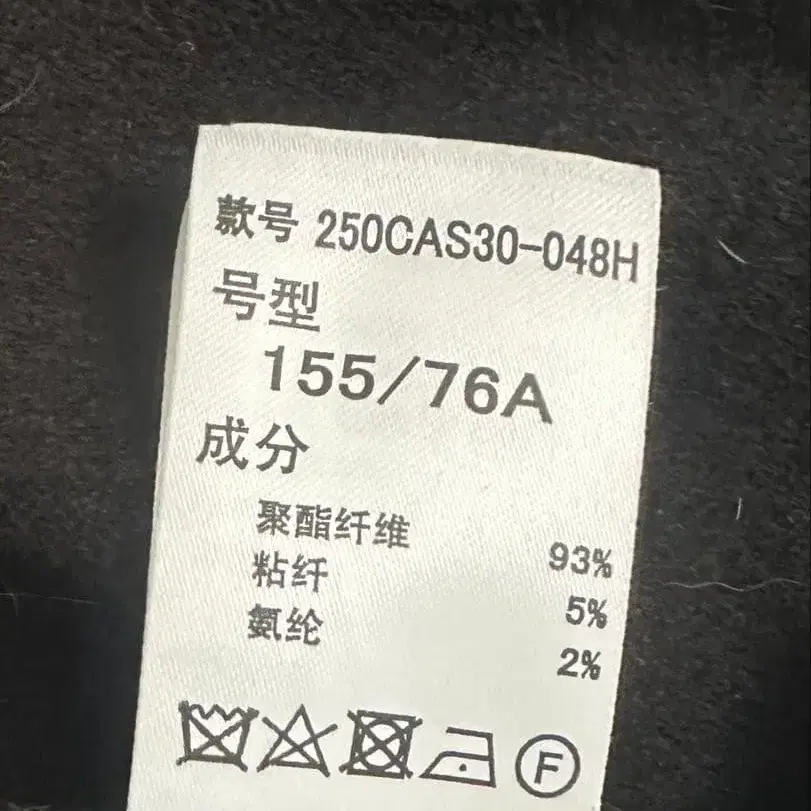 款号 250CAS30-048H
号型
155/76A
成分
聚酯纤维 93%
粘纤 5%
氨纶 2%
F